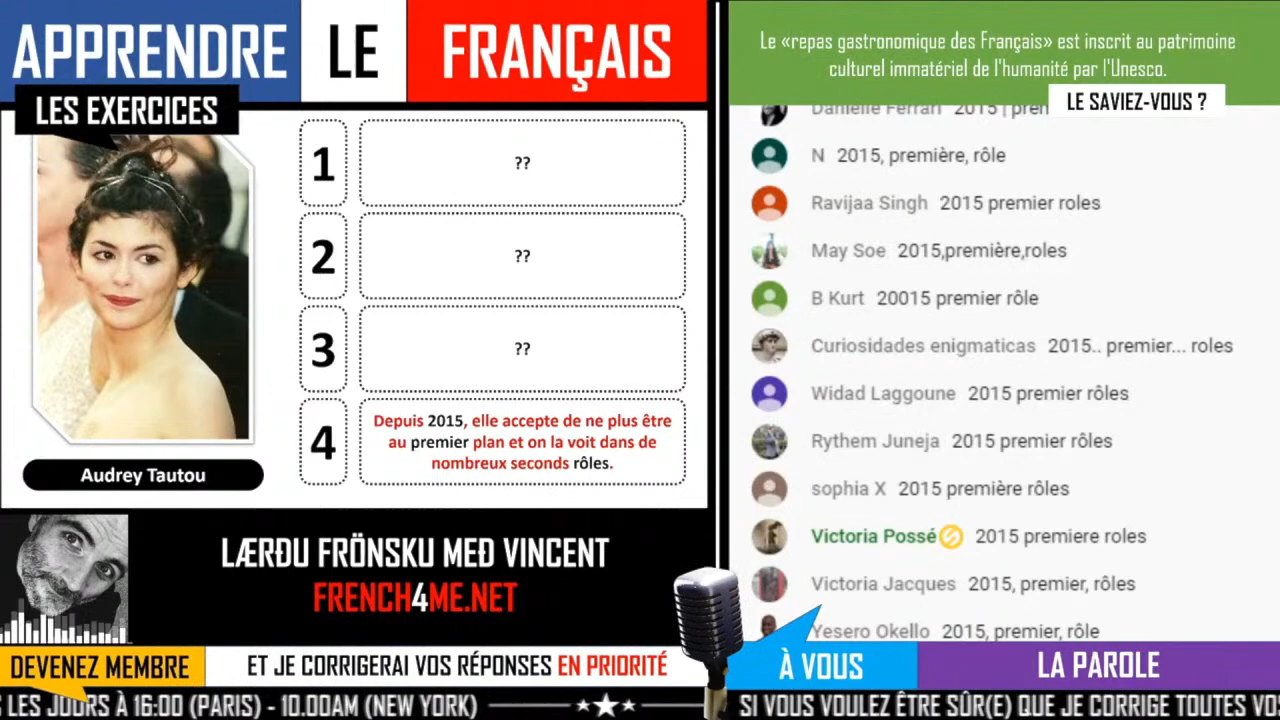 APPRENDRE LE FRANÇAIS
LES EXERCICES
1 ??
2 ??
3 ??
4
Depuis 2015, elle accepte de ne plus être
au premier plan et on la voit dans de
nombreux seconds rôles.
Audrey Tautou
LÆRÐU FRÖNSKU MEÐ VINCENT
FRENCH4ME.NET
DEVENEZ MEMBRE
ET JE CORRIGERAI VOS RÉPONSES EN PRIORITÉ
Le «repas gastronomique des Français» est inscrit au patrimoine
culturel immatériel de l'humanité par l'Unesco.
LE SAVIEZ-VOUS ?
Danielle Ferrari 2015 | prem
N 2015, première, rôle
Ravijaa Singh 2015 premier roles
May Soe 2015,première,roles
B Kurt 20015 premier rôle
Curiosidades enigmaticas 2015.. premier... roles
Widad Laggoune 2015 premier rôles
Rythem Juneja 2015 premier rôles
sophia X 2015 première rôles
Victoria Possé 2015 premiere roles
Victoria Jacques 2015, premier, rôles
Yesero Okello 2015, premier, rôle
À VOUS
LA PAROLE
LES JOURS À 16:00 (PARIS) - 10.00AM (NEW YORK)
SI VOUS VOULEZ ÊTRE SÛR(E) QUE JE CORRIGE TOUTES VO